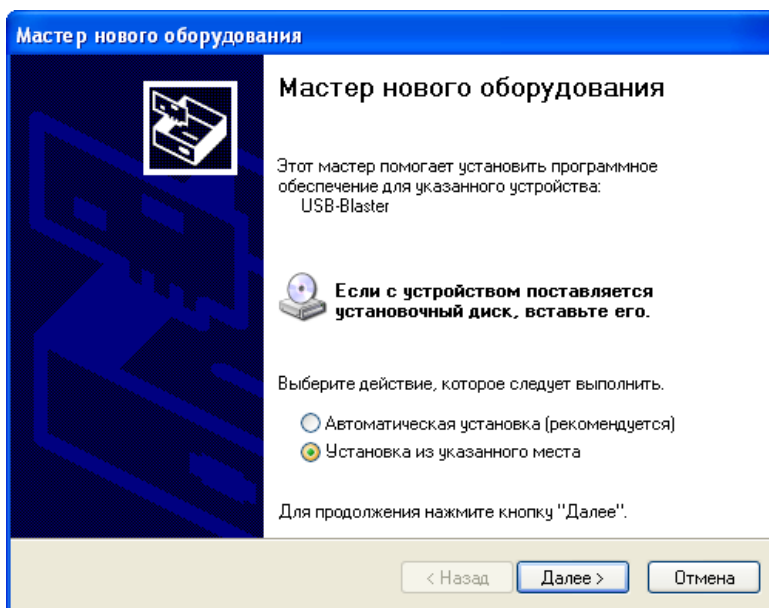 Мастер нового оборудования
Мастер нового оборудования
Этот мастер помогает установить программное
обеспечение для указанного устройства:
USB-Blaster
Если с устройством поставляется
установочный диск, вставьте его.
Выберите действие, которое следует выполнить.
Автоматическая установка (рекомендуется)
Установка из указанного места
Для продолжения нажмите кнопку "Далее".
< Назад
Далее >
Отмена